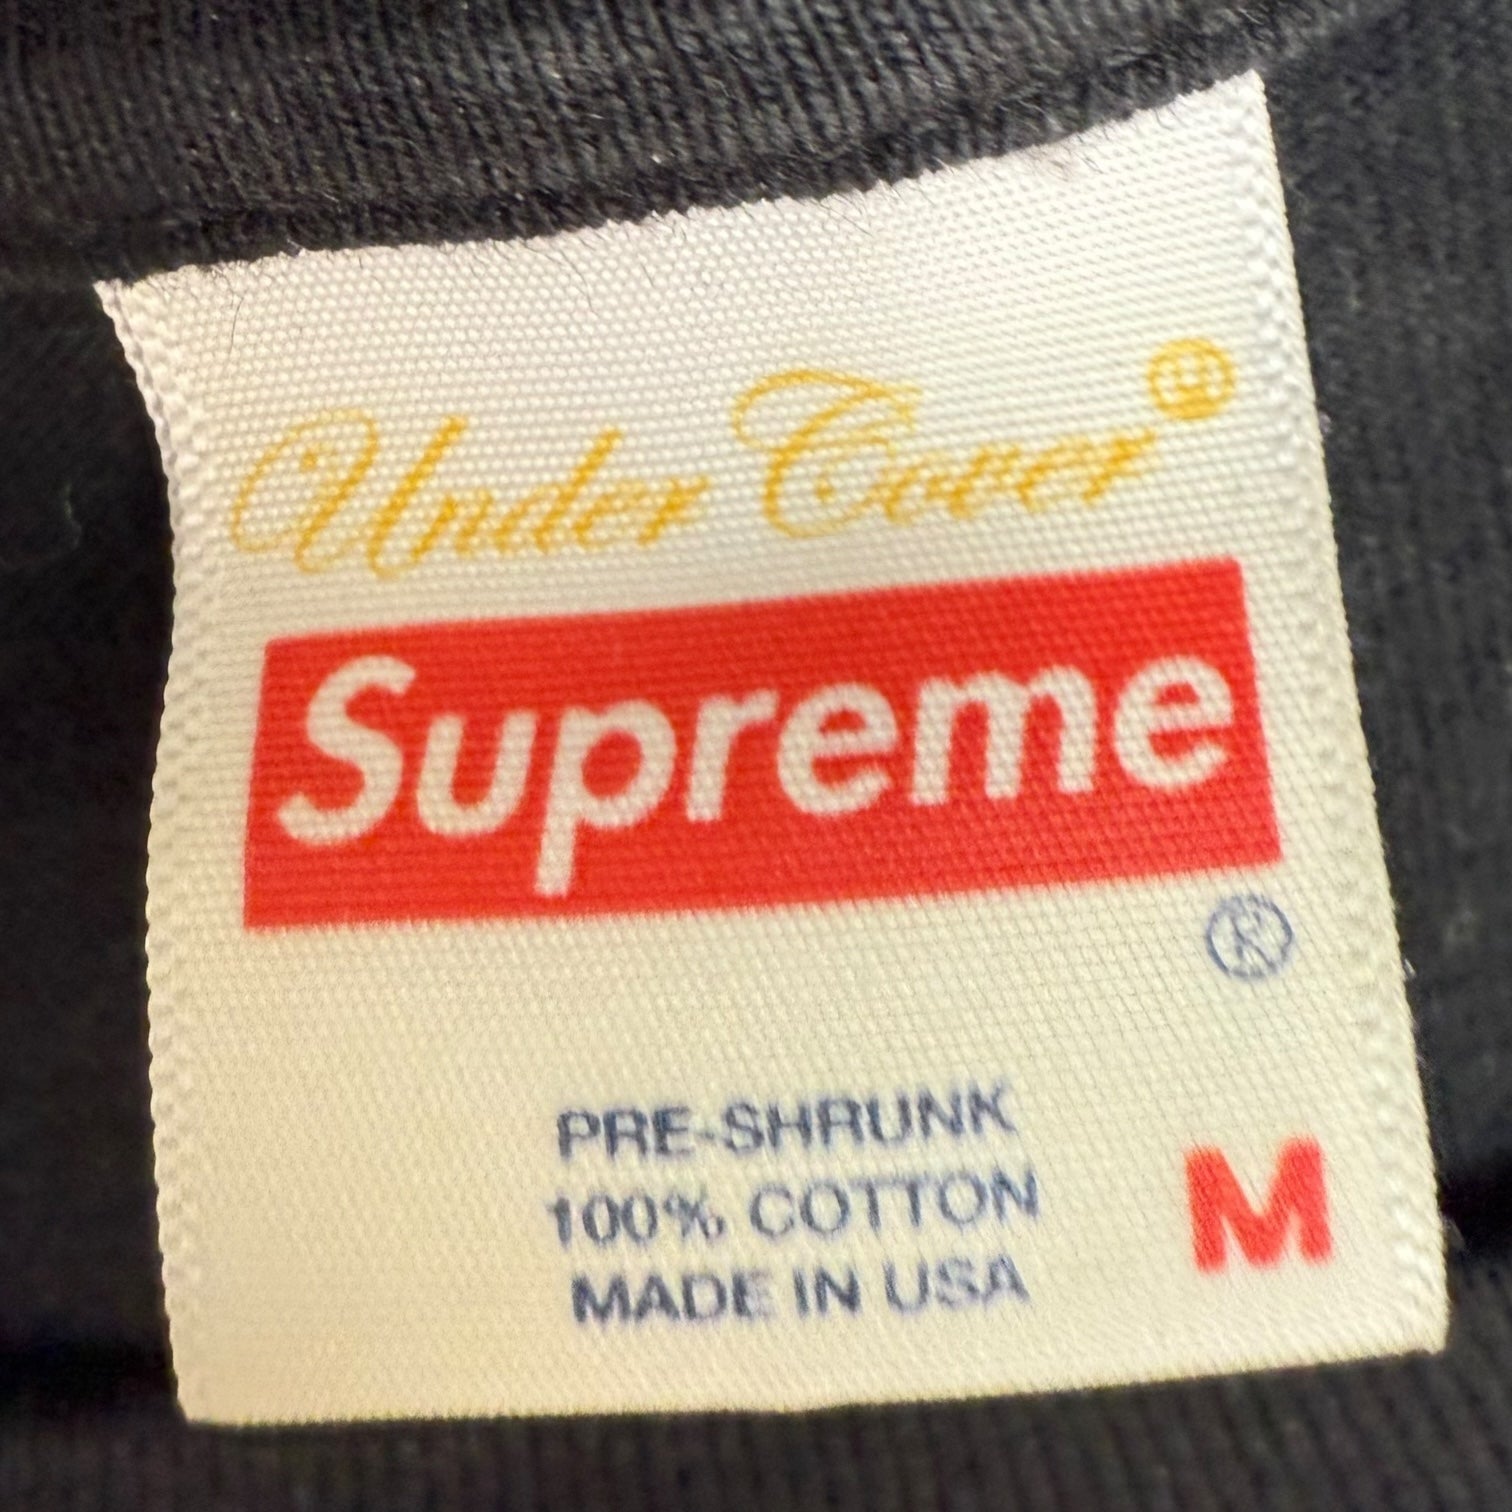 Under Cover
Supreme
®
PRE-SHRUNK
100% COTTON
MADE IN USA
M